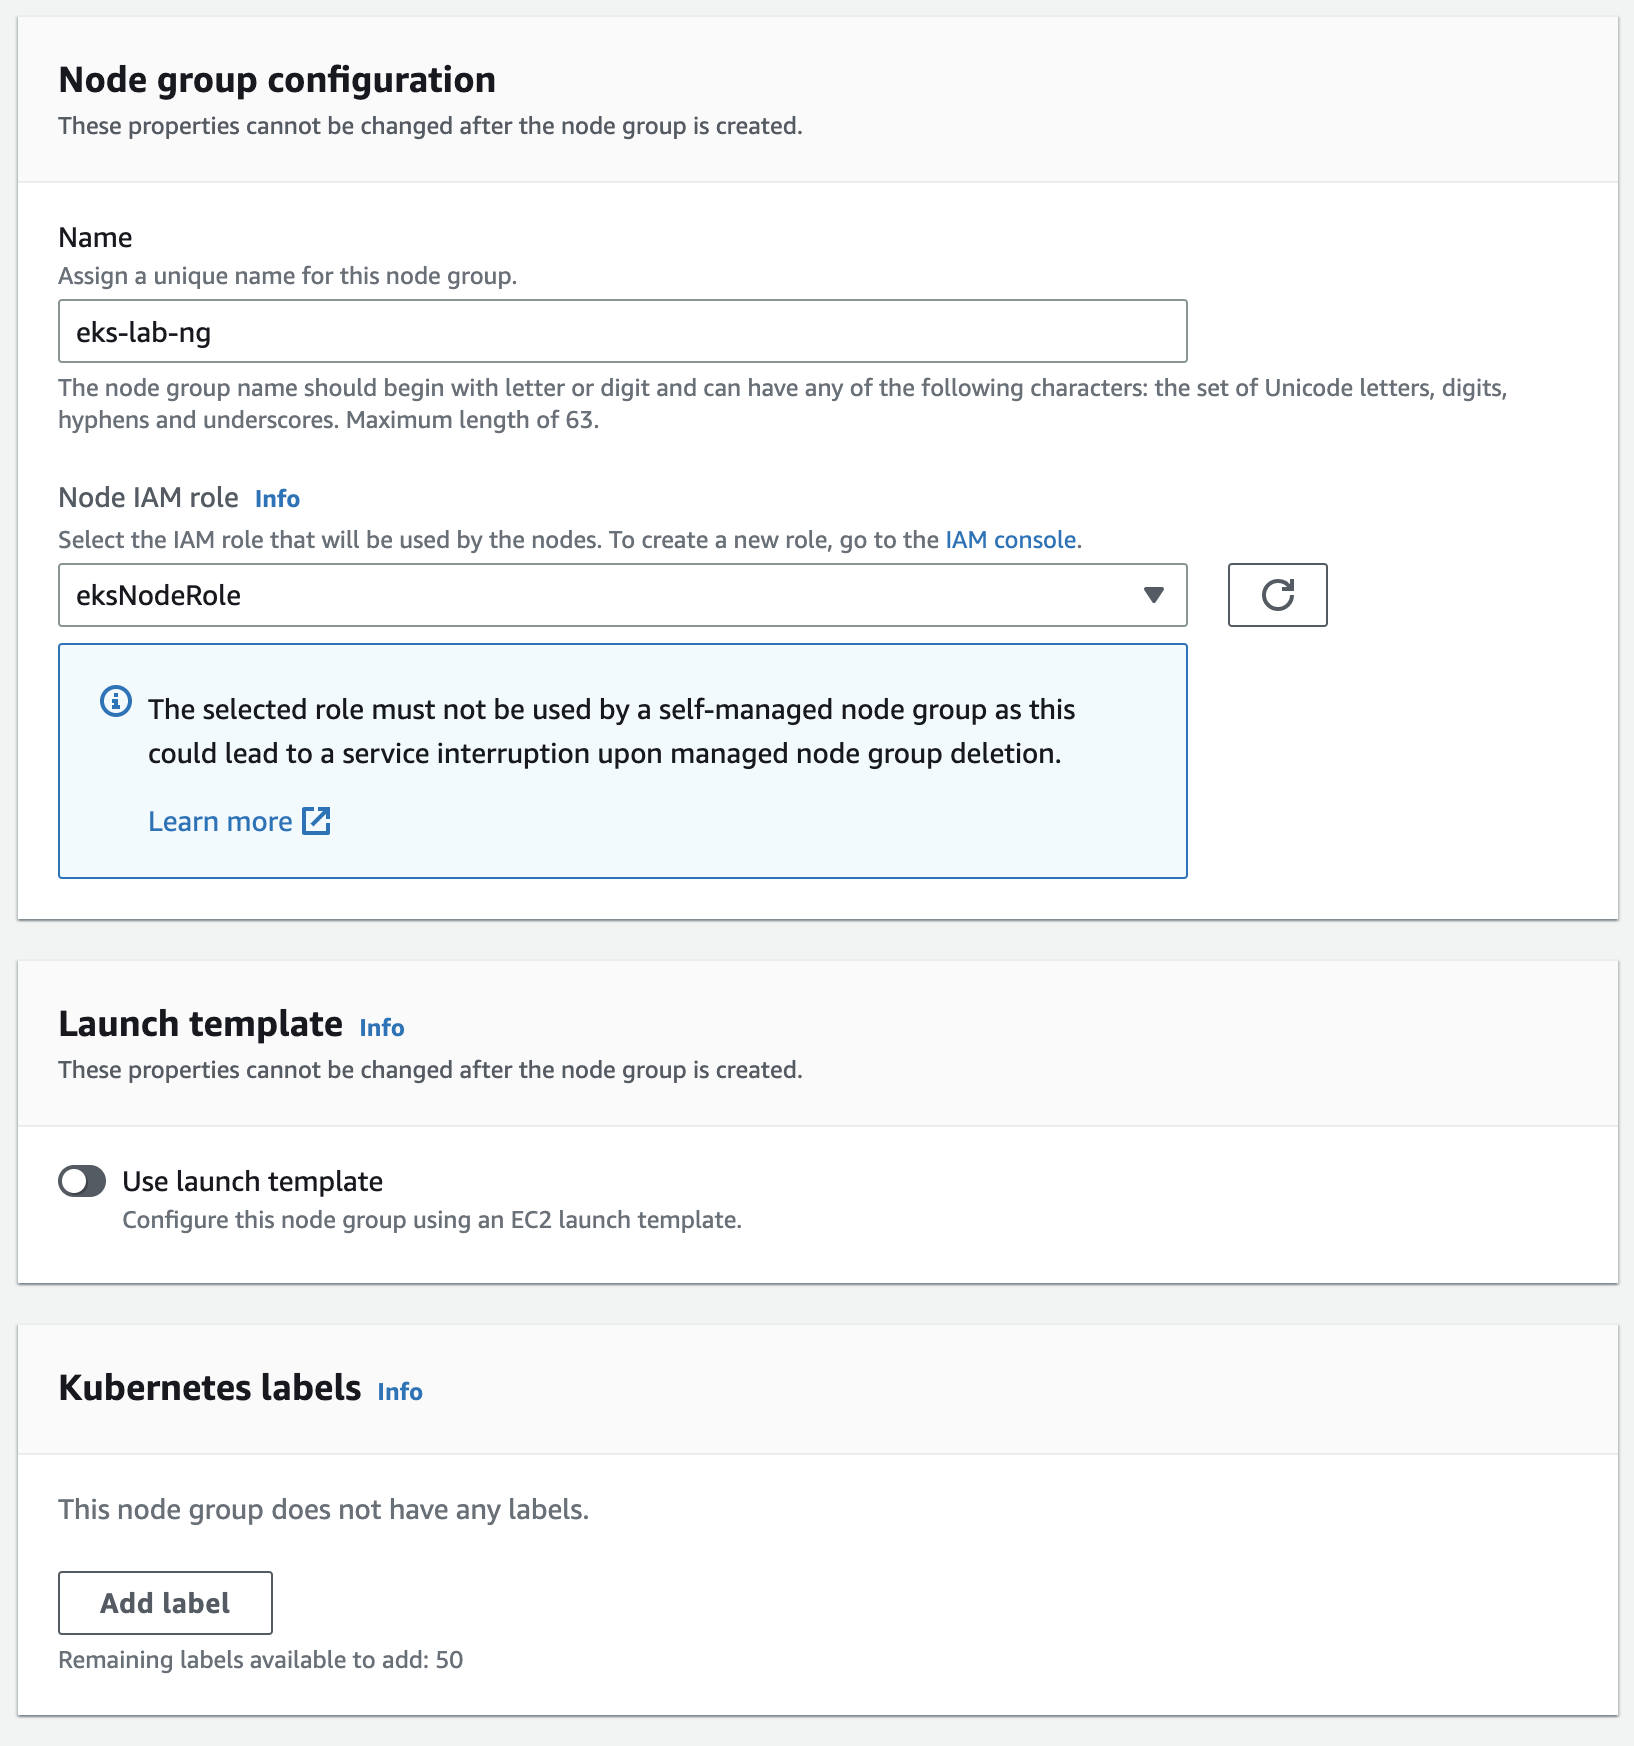 Node group configuration
These properties cannot be changed after the node group is created.
Name
Assign a unique name for this node group.
eks-lab-ng
The node group name should begin with letter or digit and can have any of the following characters: the set of Unicode letters, digits,
hyphens and underscores. Maximum length of 63.
Node IAM role Info
Select the IAM role that will be used by the nodes. To create a new role, go to the IAM console.
eksNodeRole
The selected role must not be used by a self-managed node group as this
could lead to a service interruption upon managed node group deletion.
Learn more
Launch template Info
These properties cannot be changed after the node group is created.
Use launch template
Configure this node group using an EC2 launch template.
Kubernetes labels Info
This node group does not have any labels.
Add label
Remaining labels available to add: 50